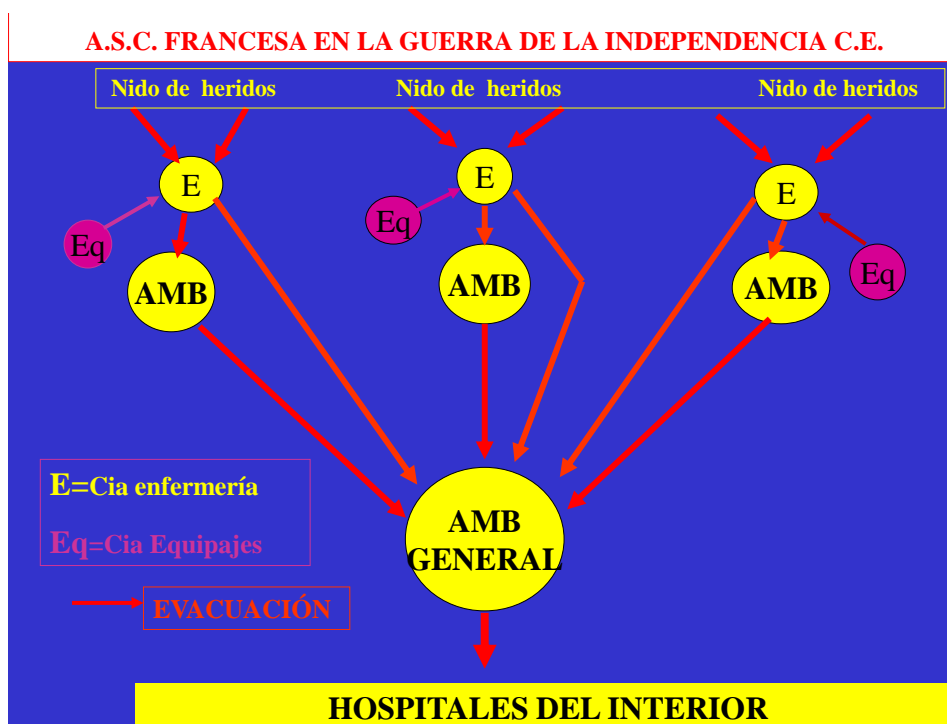 A.S.C. FRANCESA EN LA GUERRA DE LA INDEPENDENCIA C.E.
Nido de heridos
Nido de heridos
Nido de heridos
E
E
E
Eq
Eq
Eq
AMB
AMB
AMB
E=Cia enfermería
Eq=Cia Equipajes
EVACUACIÓN
AMB
GENERAL
HOSPITALES DEL INTERIOR